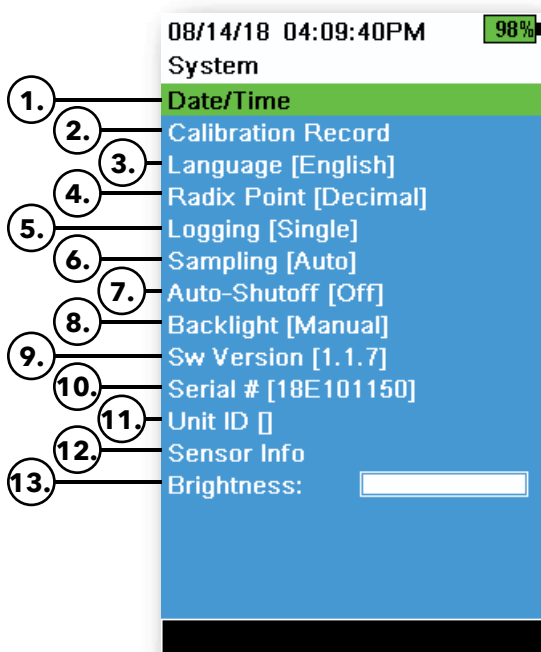 08/14/18 04:09:40PM 98%
System
1. Date/Time
2. Calibration Record
3. Language [English]
4. Radix Point [Decimal]
5. Logging [Single]
6. Sampling [Auto]
7. Auto-Shutoff [Off]
8. Backlight [Manual]
9. Sw Version [1.1.7]
10. Serial # [18E101150]
11. Unit ID []
12. Sensor Info
13. Brightness: